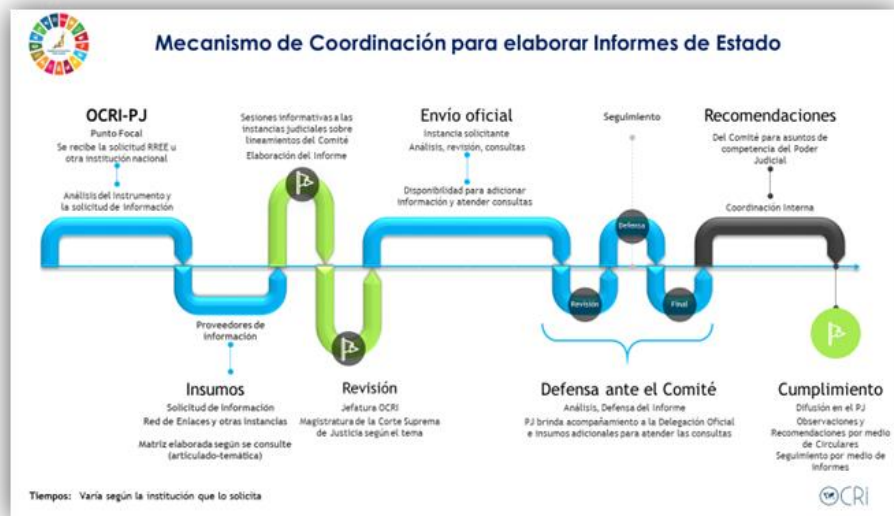 Mecanismo de Coordinación para elaborar Informes de Estado
OCRI-PJ
Punto Focal
Se recibe la solicitud RREE u
otra institución nacional
Análisis del Instrumento y
la solicitud de Información
Proveedores de
información
Insumos
Solicitud de Información
Red de Enlaces y otras instancias
Matriz elaborada según se consulte
(articulado-temática)
Sesiones informativas a las
instancias judiciales sobre
lineamientos del Comité
Elaboración del Informe
Revisión
Jefatura OCRI
Magistratura de la Corte Suprema
de Justicia según el tema
Envío oficial
Instancia solicitante
Análisis, revisión, consultas
Disponibilidad para adicionar
información y atender consultas
Seguimiento
Revisión
Defensa
Final
Defensa ante el Comité
Análisis, Defensa del Informe
PJ brinda acompañamiento a la Delegación Oficial
e insumos adicionales para atender las consultas
Recomendaciones
Del Comité para asuntos de
competencia del Poder
Judicial
Coordinación Interna
Cumplimiento
Difusión en el PJ
Observaciones y
Recomendaciones por medio
de Circulares
Seguimiento por medio de
Informes
Tiempos: Varía según la institución que lo solicita
OCRI